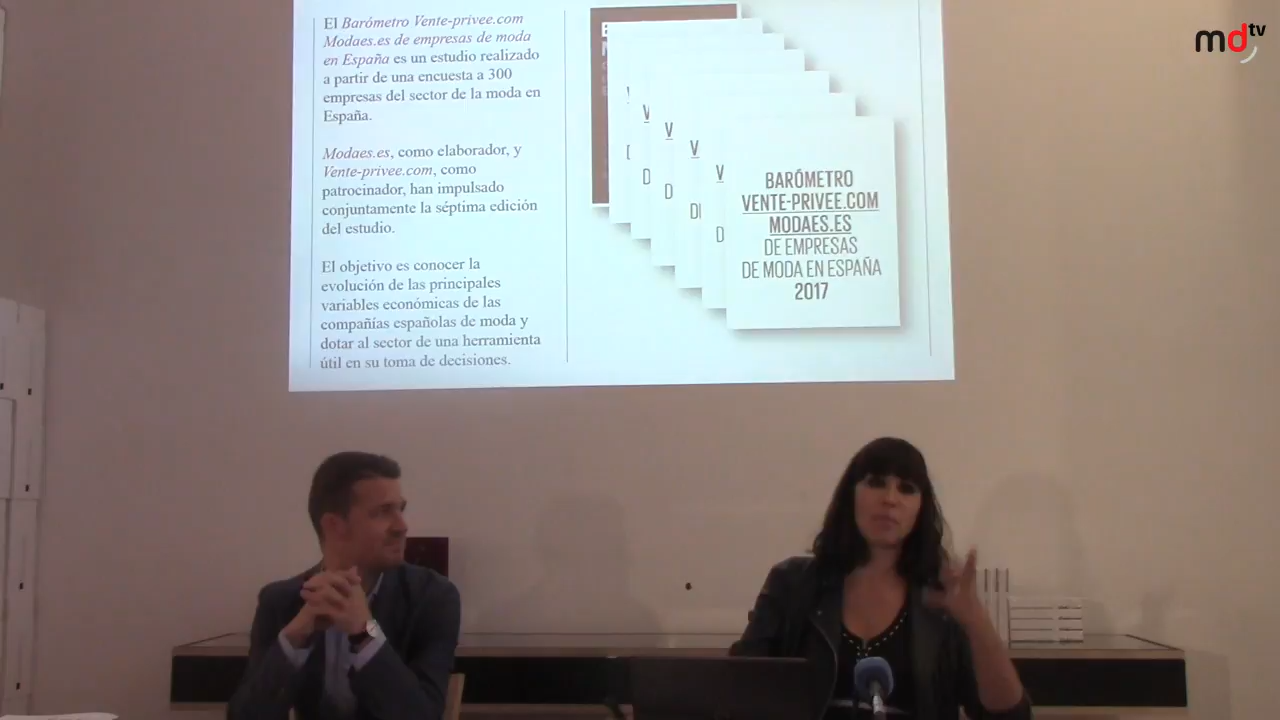 El Barómetro Vente-privee.com
Modaes.es de empresas de moda
en España es un estudio realizado
a partir de una encuesta a 300
empresas del sector de la moda en
España.
Modaes.es, como elaborador, y
Vente-privee.com, como
patrocinador, han impulsado
conjuntamente la séptima edición
del estudio.
El objetivo es conocer la
evolución de las principales
variables económicas de las
compañías españolas de moda y
dotar al sector de una herramienta
útil en su toma de decisiones.
V
V
V
V
D
D
DI
D
BARÓMETRO
VENTE-PRIVEE.COM
MODAES.ES
DE EMPRESAS
DE MODA EN ESPAÑA
2017
mdtv